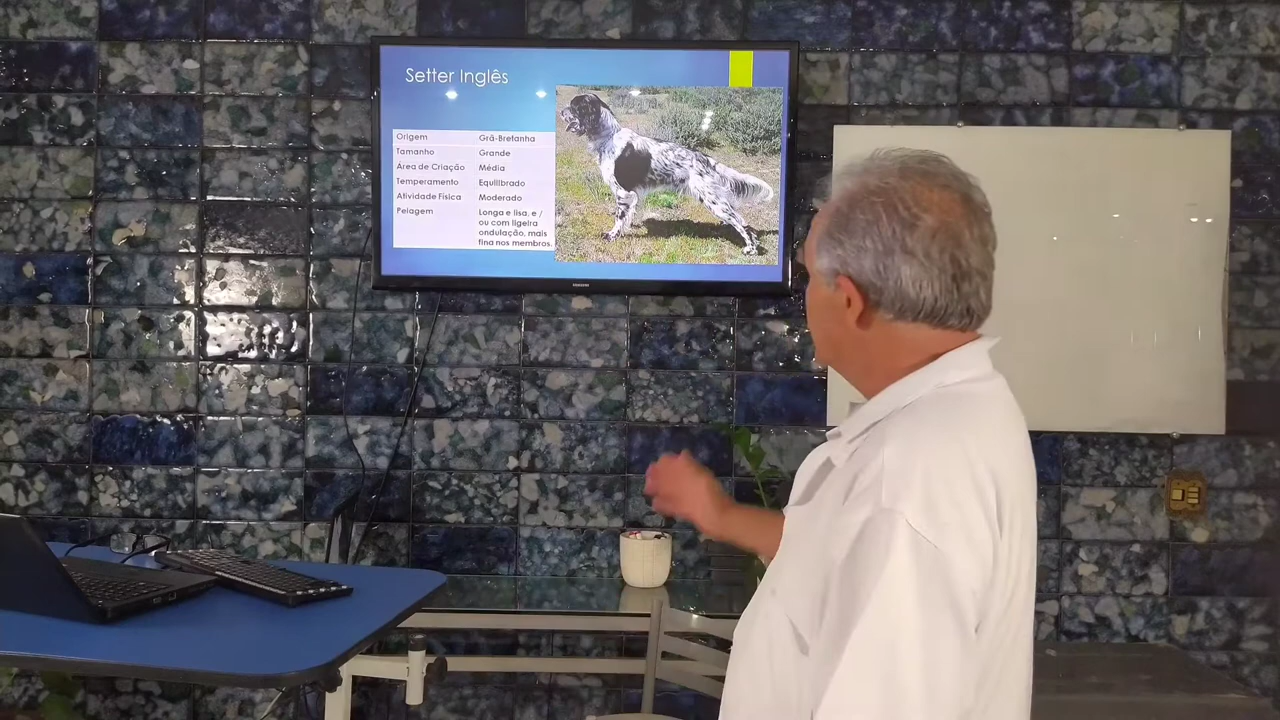 Setter Inglês
Origem Grã-Bretanha
Tamanho Grande
Área de Criação Média
Temperamento Equilibrado
Atividade Física Moderado
Pelagem Longa e lisa, e /
ou com ligeira
ondulação, mais
fina nos membros.
SAMSUNG